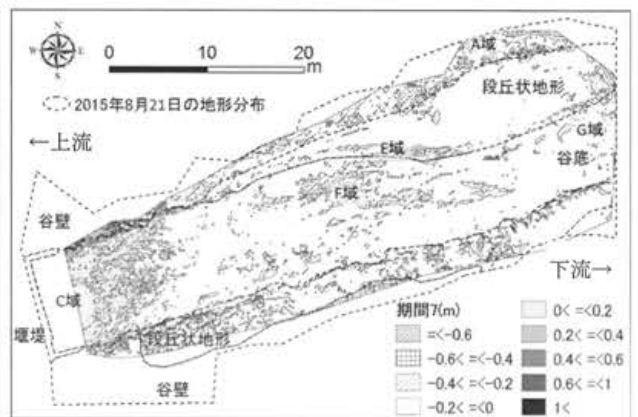 N
W E
S
0 10 20
m
2015年8月21日の地形分布
←上流
A域
段丘状地形
G域
谷底
E域
F域
谷壁
C域
堰堤
段丘状地形
谷壁
下流→
期間7(m)
=<-0.6
-0.6< =<-0.4
-0.4< =<-0.2
-0.2< =<0
0< =<0.2
0.2< =<0.4
0.4< =<0.6
0.6< =<1
1<